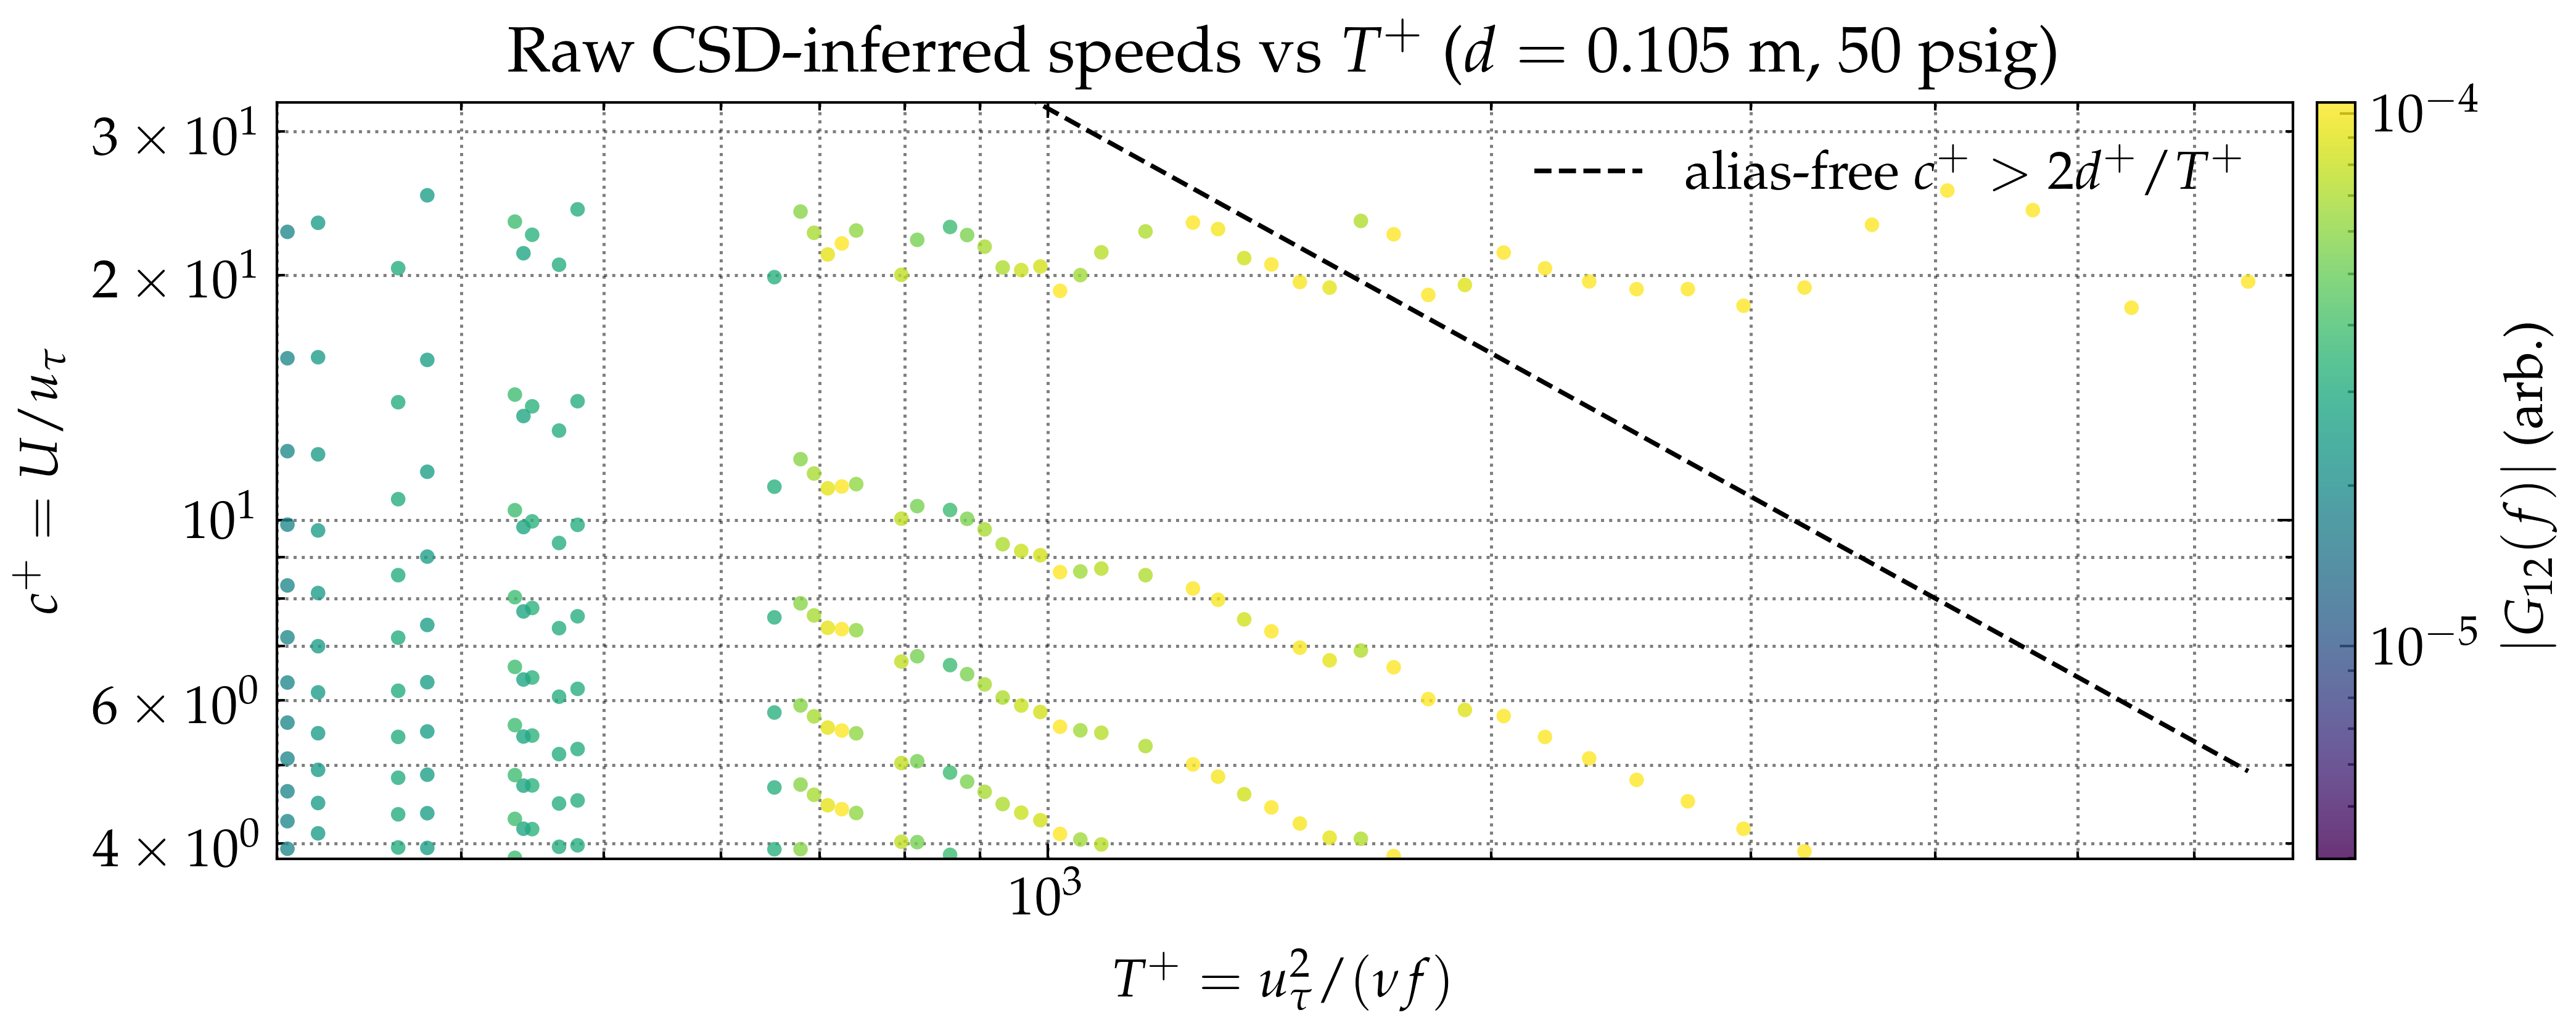 Raw CSD-inferred speeds vs T⁺ (d = 0.105 m, 50 psig)
alias-free c⁺ > 2d⁺/T⁺
3 × 10¹
2 × 10¹
10¹
6 × 10⁰
4 × 10⁰
c⁺ = U/u_τ
10³
T⁺ = u_τ²/(νf)
10⁻⁴
10⁻⁵
|G₁₂(f)| (arb.)